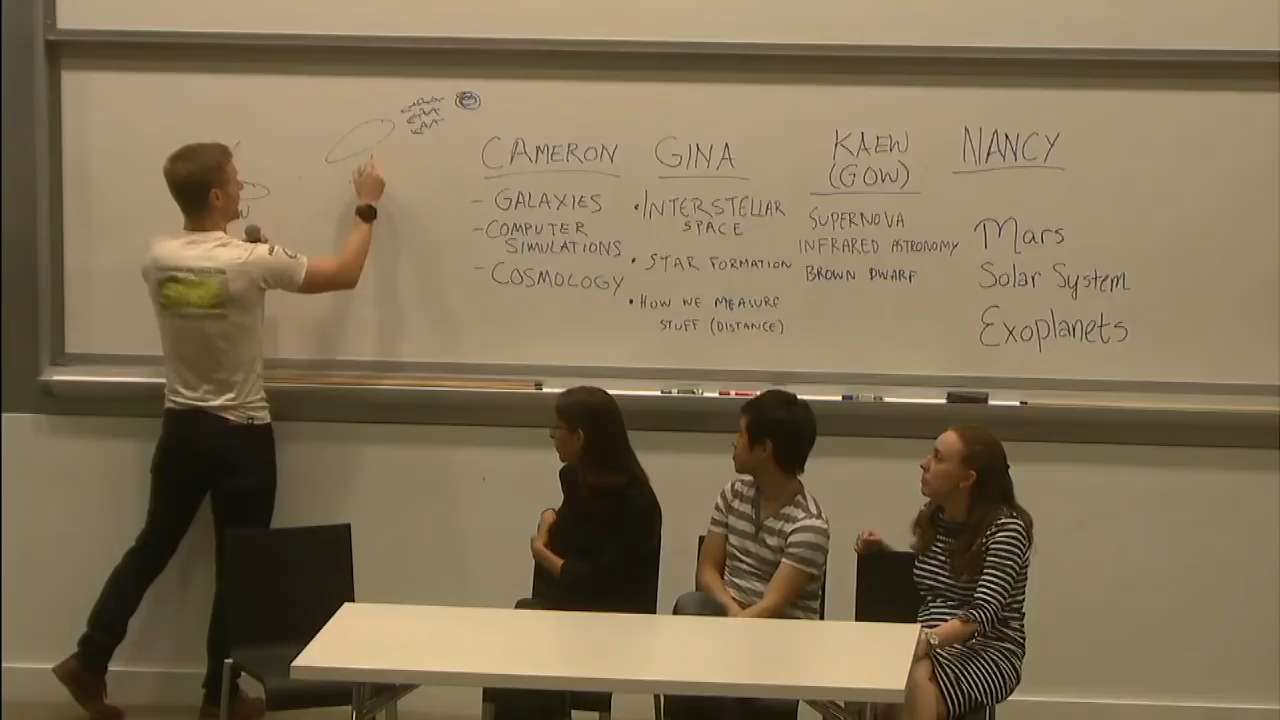 CAMERON
- GALAXIES
- COMPUTER
SIMULATIONS
- COSMOLOGY
GINA
• INTERSTELLAR
SPACE
• STAR FORMATION
• HOW WE MEASURE
STUFF (DISTANCE)
KAEW
(GOW)
SUPERNOVA
INFRARED ASTRONOMY
BROWN DWARF
NANCY
Mars
Solar System
Exoplanets